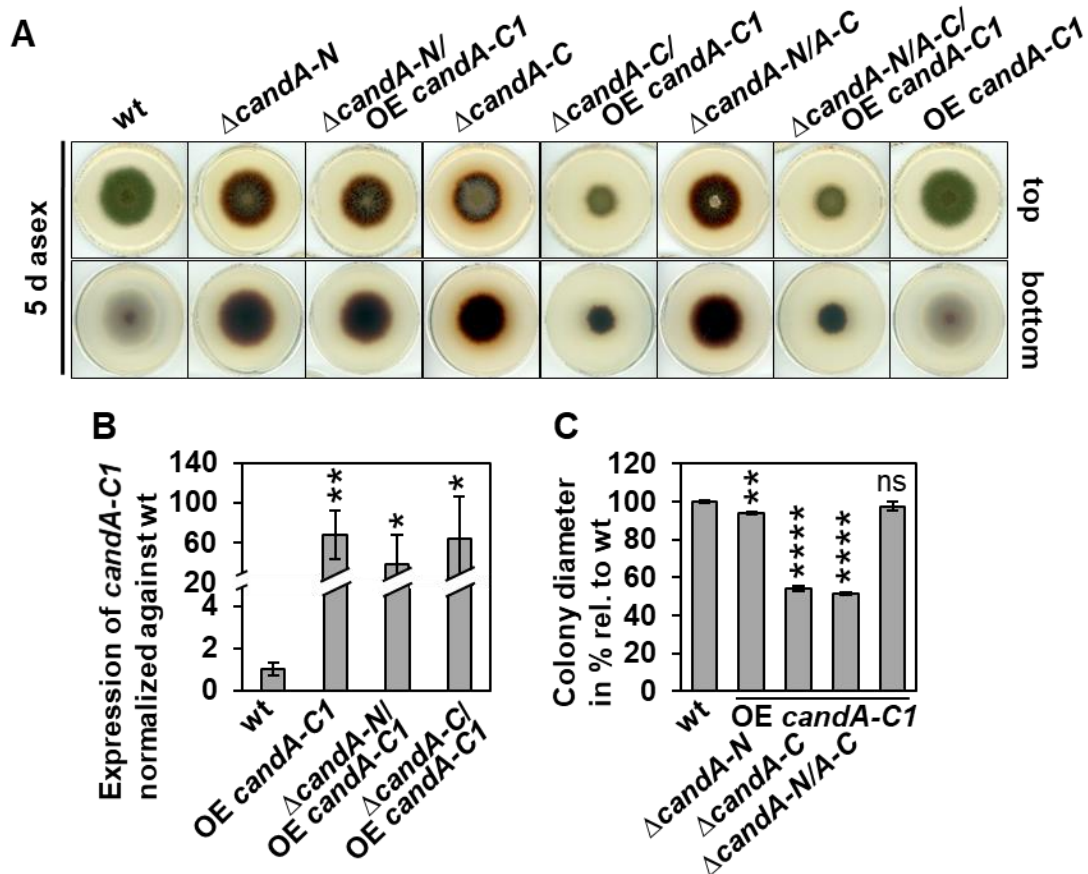 A
wt
ΔcandA-N
ΔcandA-N/
OE candA-C1
ΔcandA-C
ΔcandA-C/
OE candA-C1
ΔcandA-N/A-C
ΔcandA-N/A-C/
OE candA-C1
OE candA-C1
5 d asex
top
bottom
B
Expression of candA-C1
normalized against wt
140
100
60
20
4
2
0
**
*
*
wt
OE candA-C1
ΔcandA-N/
OE candA-C1
ΔcandA-C/
OE candA-C1
C
Colony diameter
in % rel. to wt
120
100
80
60
40
20
0
**
****
****
ns
wt
OE candA-C1
ΔcandA-N
ΔcandA-C
ΔcandA-N/A-C